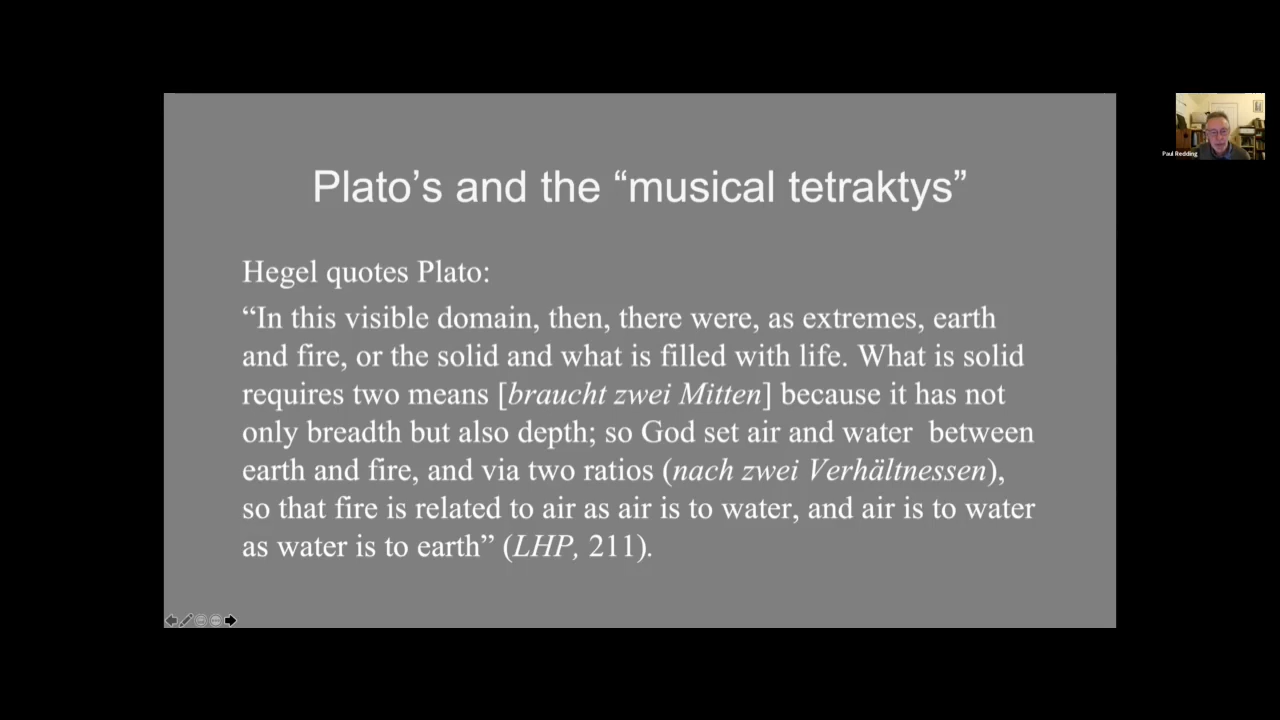 Plato’s and the “musical tetraktys”
Hegel quotes Plato:
“In this visible domain, then, there were, as extremes, earth
and fire, or the solid and what is filled with life. What is solid
requires two means [braucht zwei Mitten] because it has not
only breadth but also depth; so God set air and water  between
earth and fire, and via two ratios (nach zwei Verhältnessen),
so that fire is related to air as air is to water, and air is to water
as water is to earth” (LHP, 211).
Paul Redding